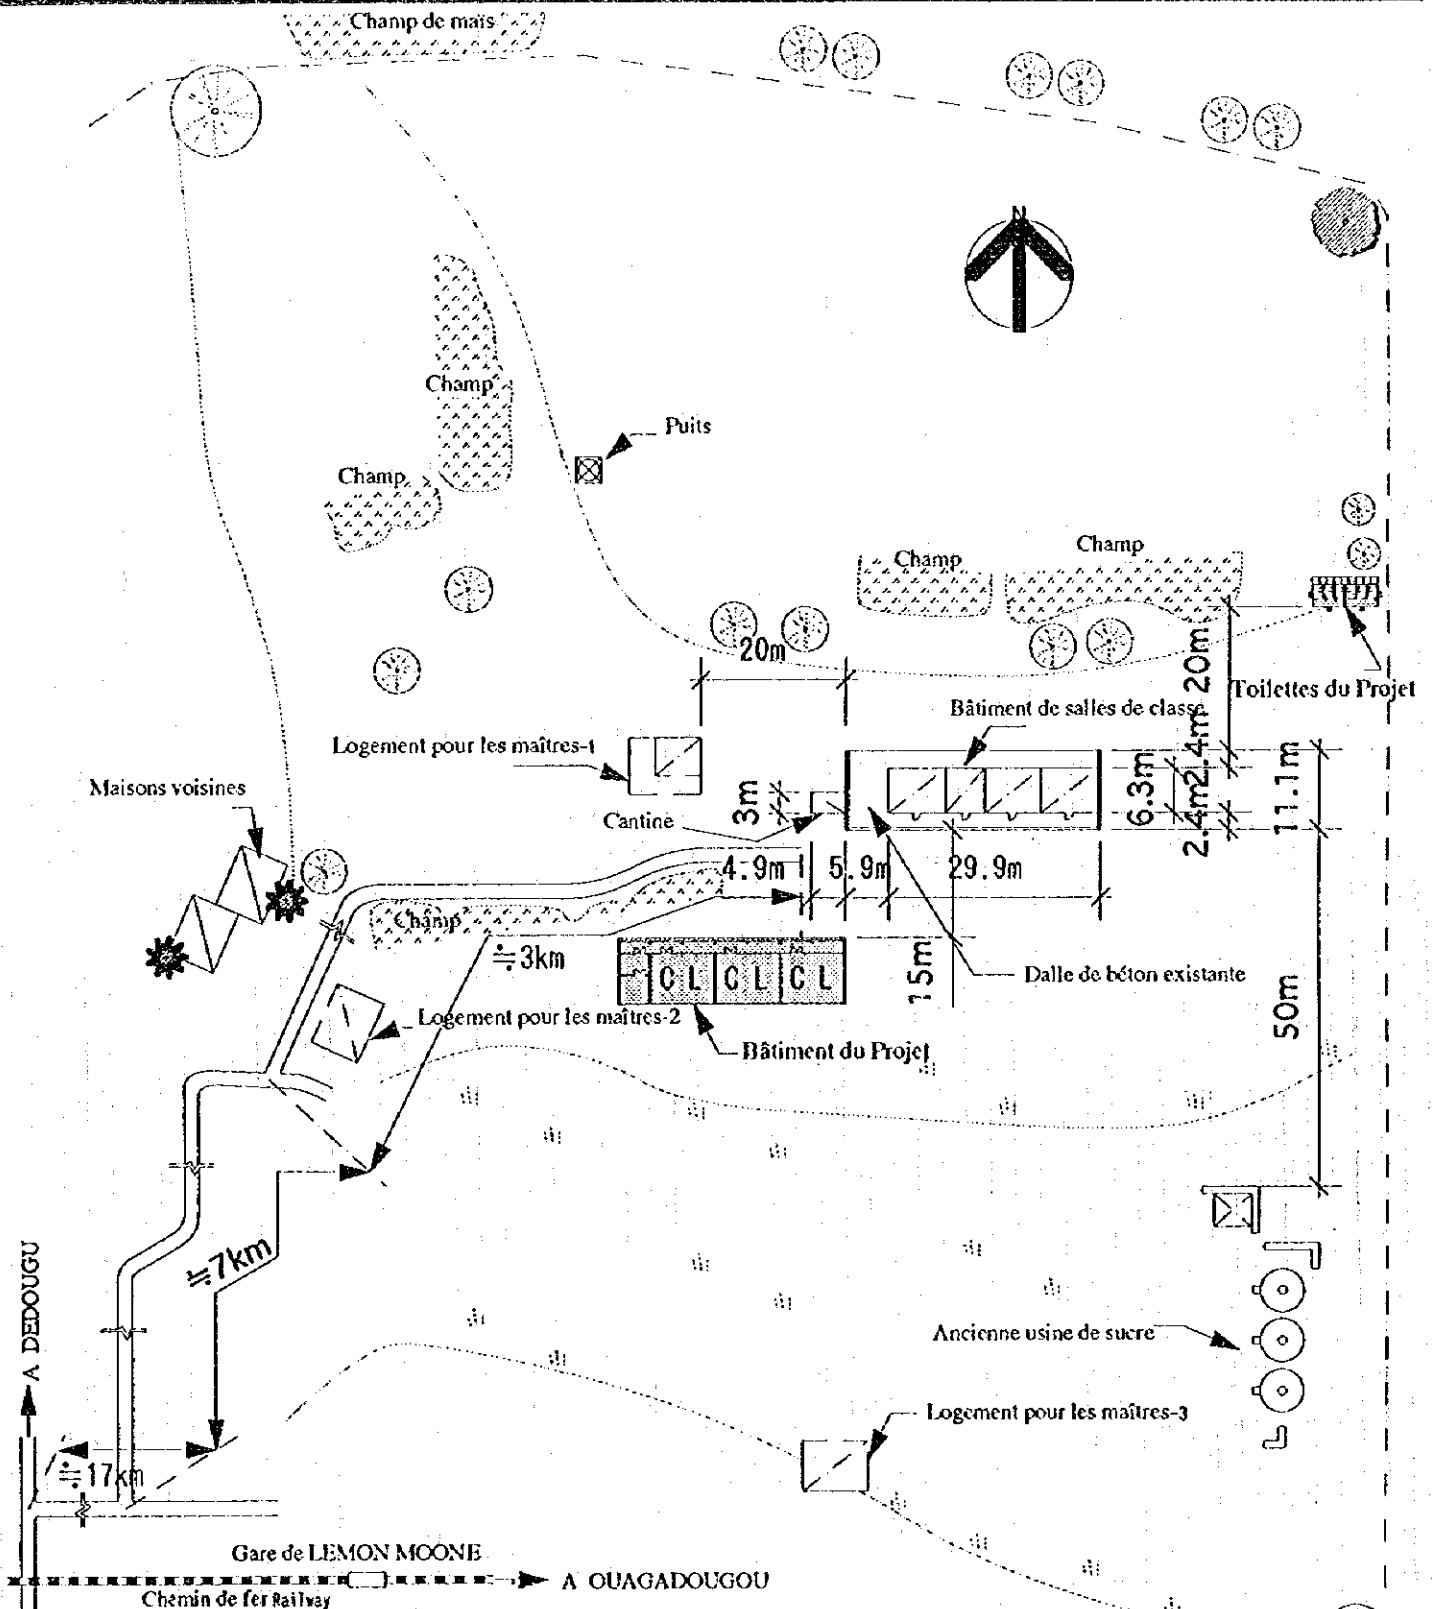 Champ de maïs
N
Champ
Puits
Champ
Champ
Champ
20m
20m
Toilettes du Projet
Bâtiment de salles de classe
Logement pour les maîtres-1
2.4m
6.3m
11.1m
Maisons voisines
3m
Cantine
2.4m
4.9m
5.9m
29.9m
Champ
≒3km
C L
C L
C L
15m
Dalle de béton existante
50m
Logement pour les maîtres-2
Bâtiment du Projet
≒7km
A DEDOUGU
Ancienne usine de sucre
Logement pour les maîtres-3
≒17km
Gare de LEMON MOONE
A OUAGADOUGOU
Chemin de fer Railway